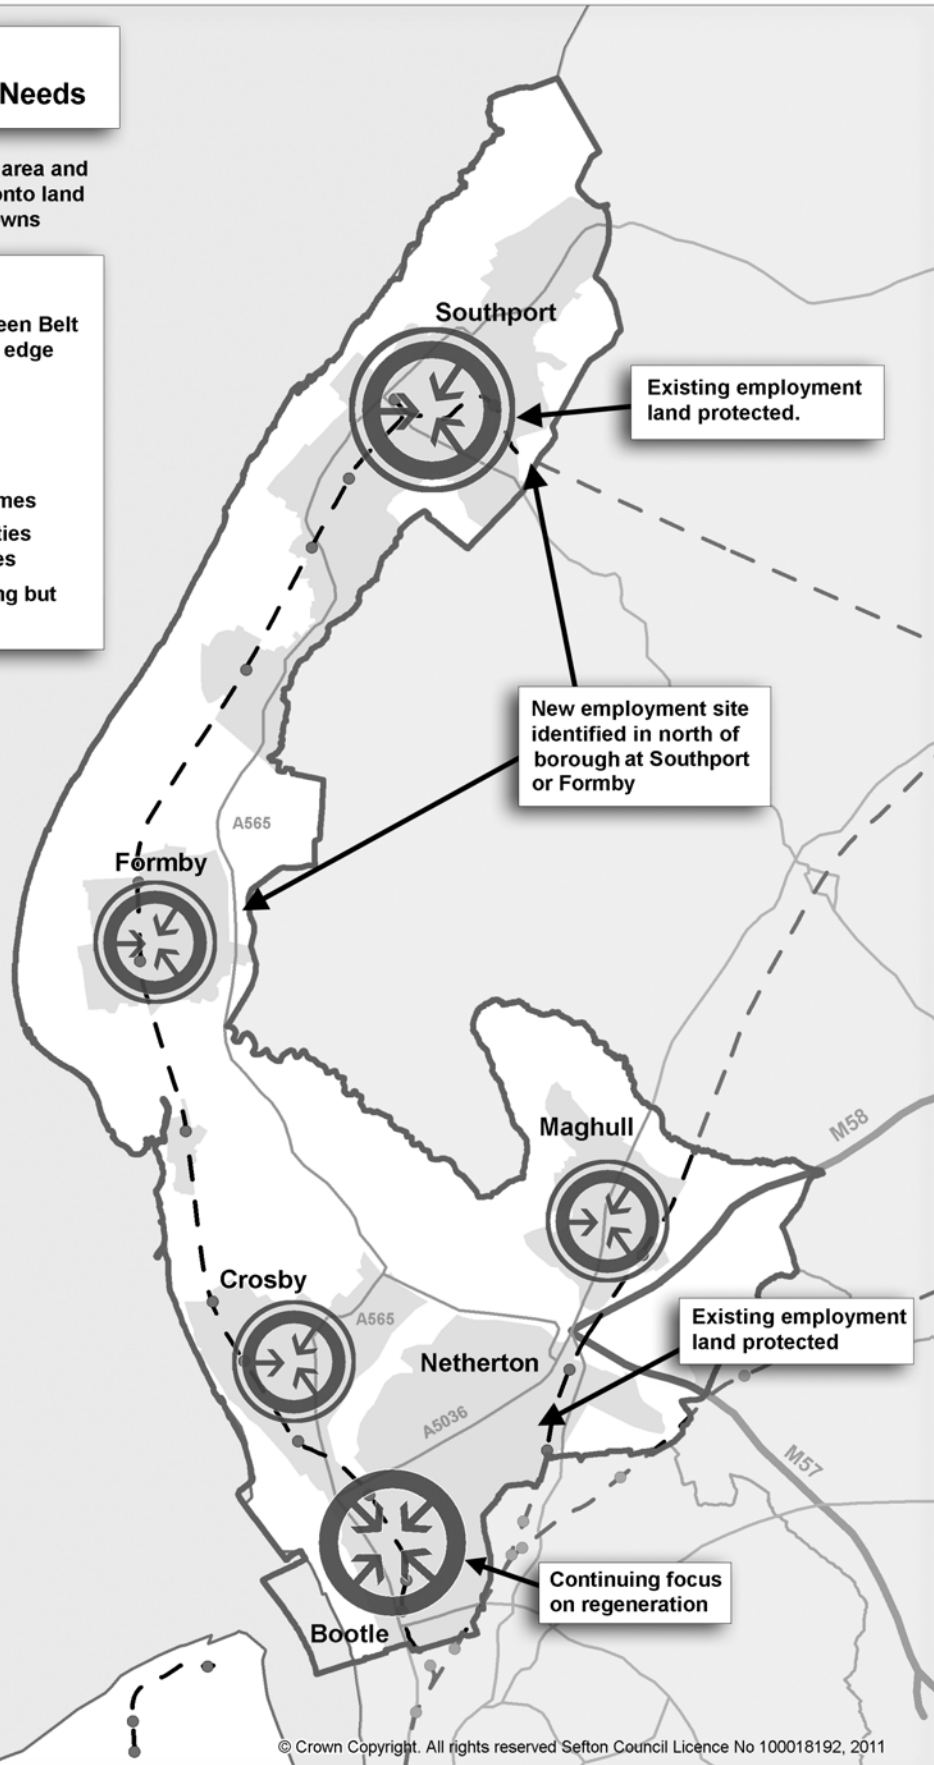 Needs
area and
onto land
wns
een Belt
edge
mes
ties
es
ng but
Southport
Existing employment
land protected.
New employment site
identified in north of
borough at Southport
or Formby
A565
Formby
Maghull
M58
Crosby
A565
Existing employment
land protected
Netherton
A5036
M57
Continuing focus
on regeneration
Bootle
© Crown Copyright. All rights reserved Sefton Council Licence No 100018192, 2011